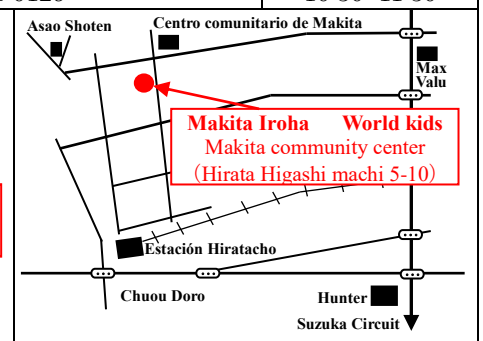 Asao Shoten
Centro comunitario de Makita
Max
Valu
Makita Iroha World kids
Makita community center
(Hirata Higashi machi 5-10)
Estación Hiratacho
Chuou Doro
Hunter
Suzuka Circuit